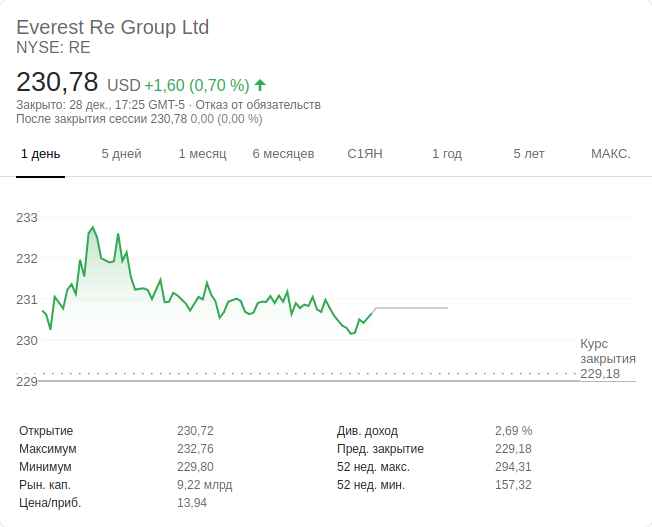 Everest Re Group Ltd
NYSE: RE
230,78 USD +1,60 (0,70 %)
Закрыто: 28 дек., 17:25 GMT-5 · Отказ от обязательств
После закрытия сессии 230,78 0,00 (0,00 %)
1 день 5 дней 1 месяц 6 месяцев С1ЯН 1 год 5 лет МАКС.
233
232
231
230
Курс
закрытия
229,18
229
Открытие 230,72 Див. доход 2,69 %
Максимум 232,76 Пред. закрытие 229,18
Минимум 229,80 52 нед. макс. 294,31
Рын. кап. 9,22 млрд 52 нед. мин. 157,32
Цена/приб. 13,94